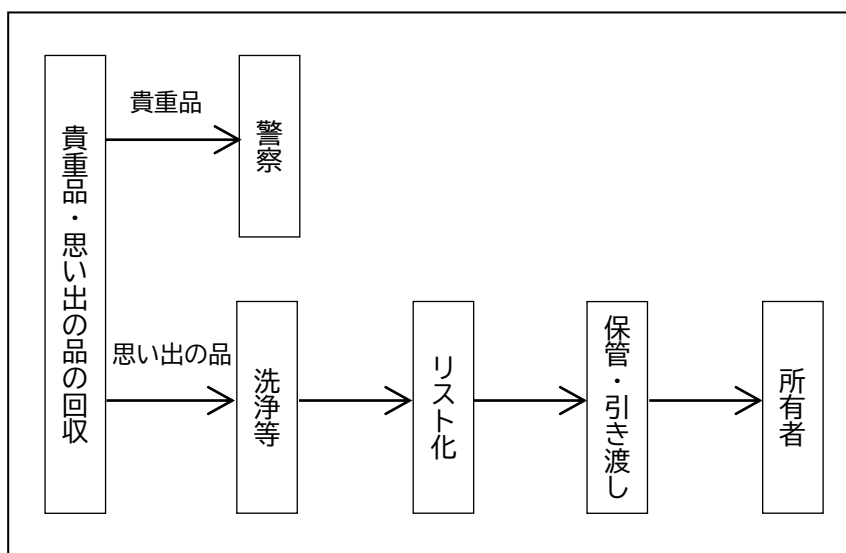 貴重品・思い出の品の回収
貴重品
警察
思い出の品
洗浄等
リスト化
保管・引き渡し
所有者